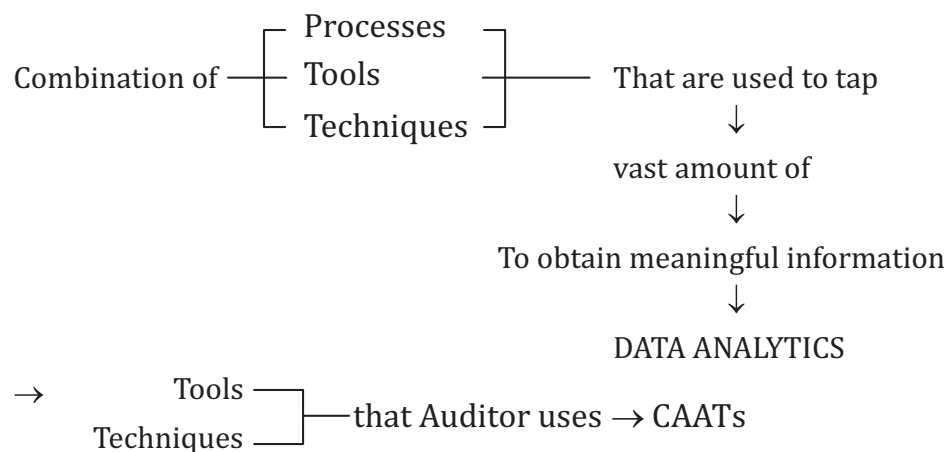 Processes
Combination of Tools That are used to tap
Techniques ↓
vast amount of
↓
To obtain meaningful information
↓
DATA ANALYTICS
→ Tools
that Auditor uses → CAATs
Techniques